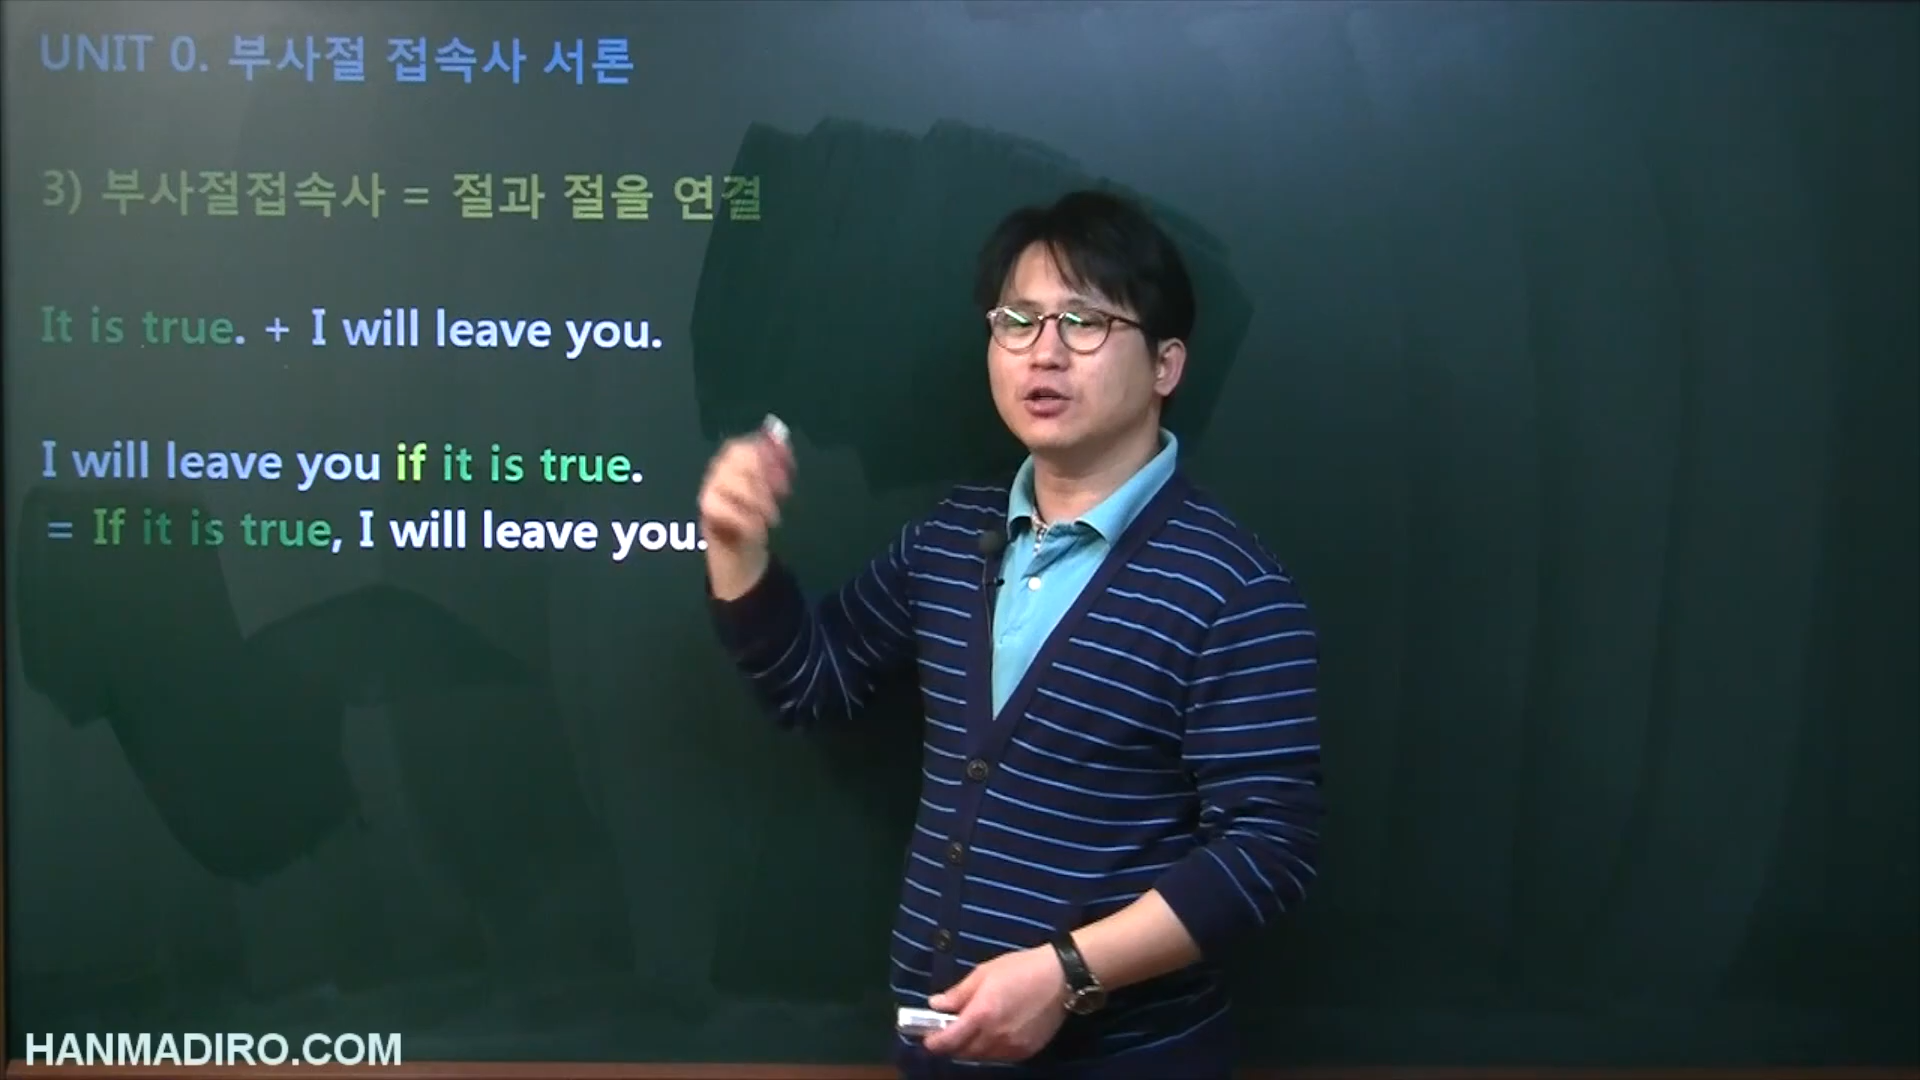 UNIT 0. 부사절 접속사 서론
3) 부사절접속사 = 절과 절을 연결
It is true. + I will leave you.
I will leave you if it is true.
= If it is true, I will leave you.
HANMADIRO.COM